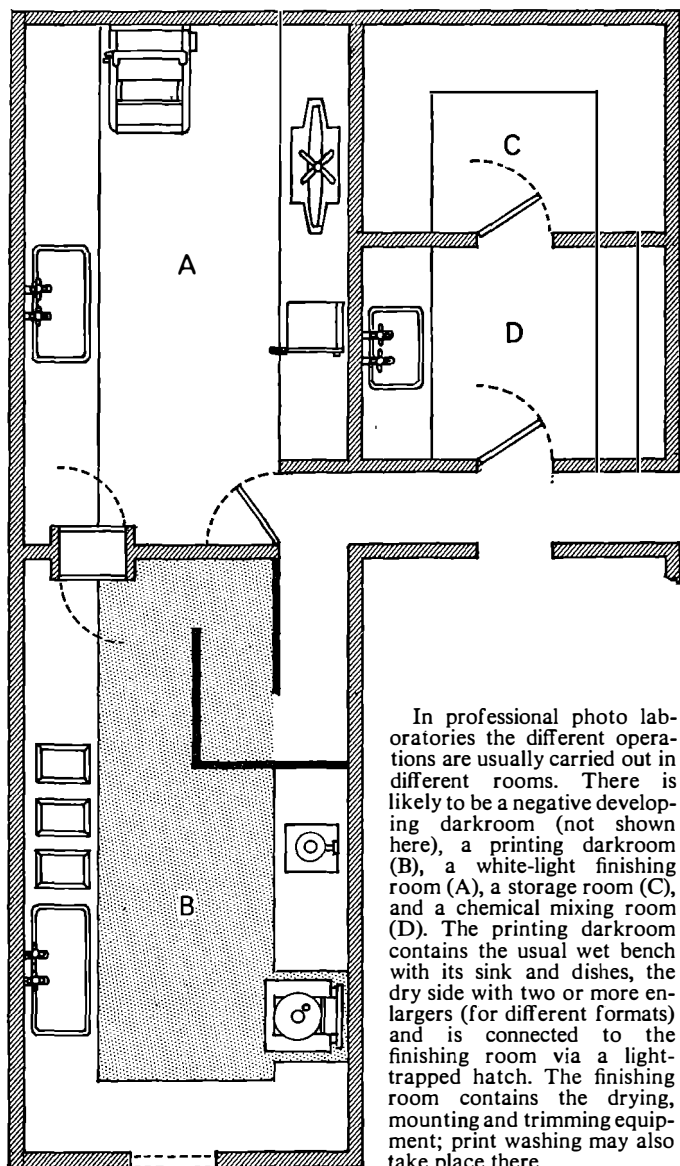 C
A
D
B
In professional photo lab-
oratories the different opera-
tions are usually carried out in
different rooms. There is
likely to be a negative develop-
ing darkroom (not shown
here), a printing darkroom
(B), a white-light finishing
room (A), a storage room (C),
and a chemical mixing room
(D). The printing darkroom
contains the usual wet bench
with its sink and dishes, the
dry side with two or more en-
largers (for different formats)
and is connected to the
finishing room via a light-
trapped hatch. The finishing
room contains the drying,
mounting and trimming equip-
ment; print washing may also
take place there